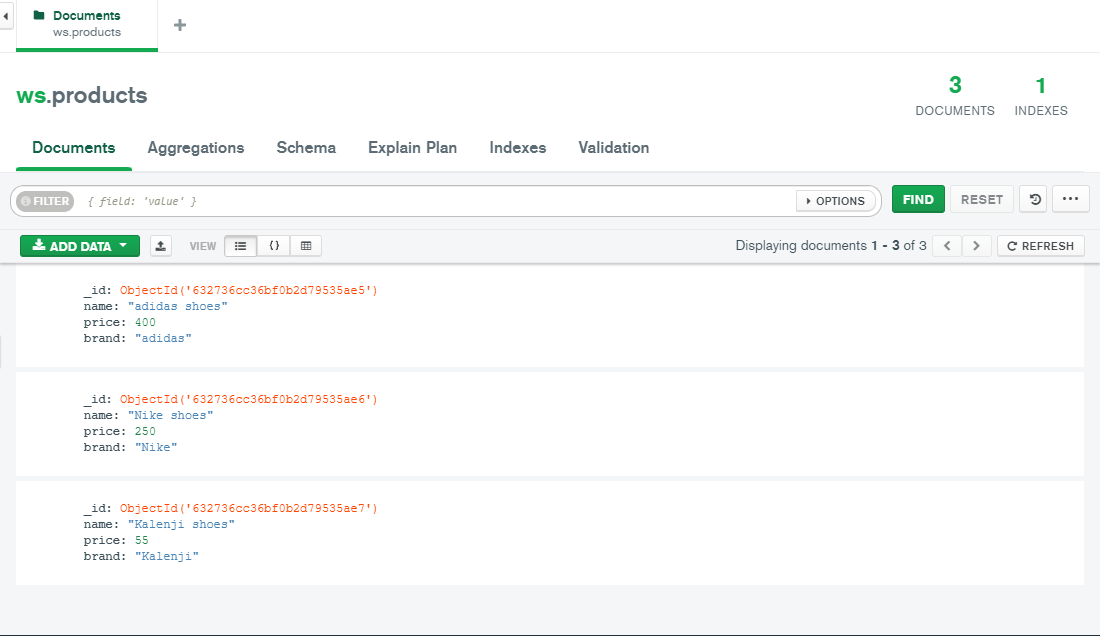 Documents
ws.products
ws.products
3
DOCUMENTS
1
INDEXES
Documents Aggregations Schema Explain Plan Indexes Validation
FILTER { field: 'value' } OPTIONS FIND RESET
ADD DATA VIEW {} Displaying documents 1 - 3 of 3 REFRESH
_id: ObjectId('632736cc36bf0b2d79535ae5')
name: "adidas shoes"
price: 400
brand: "adidas"
_id: ObjectId('632736cc36bf0b2d79535ae6')
name: "Nike shoes"
price: 250
brand: "Nike"
_id: ObjectId('632736cc36bf0b2d79535ae7')
name: "Kalenji shoes"
price: 55
brand: "Kalenji"